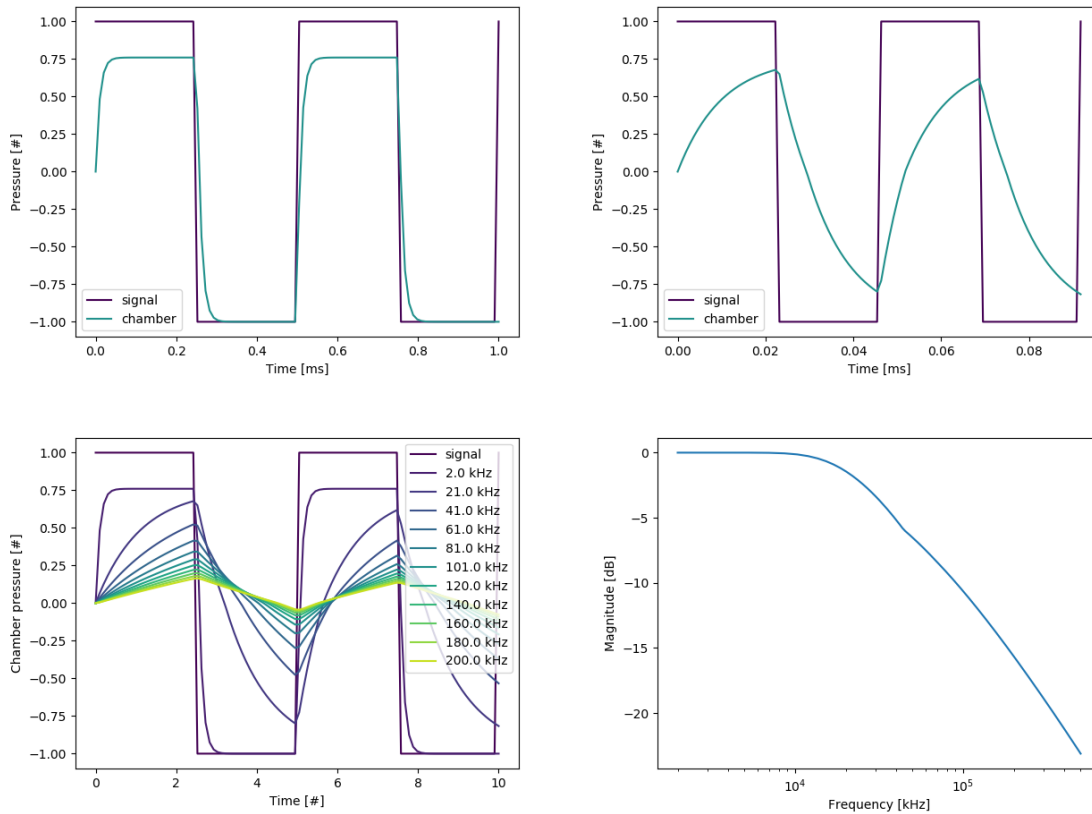 1.00
0.75
0.50
0.25
0.00
−0.25
−0.50
−0.75
−1.00
Pressure [#]
signal
chamber
0.0 0.2 0.4 0.6 0.8 1.0
Time [ms]
1.00
0.75
0.50
0.25
0.00
−0.25
−0.50
−0.75
−1.00
Pressure [#]
signal
chamber
0.00 0.02 0.04 0.06 0.08
Time [ms]
1.00
0.75
0.50
0.25
0.00
−0.25
−0.50
−0.75
−1.00
Chamber pressure [#]
signal
2.0 kHz
21.0 kHz
41.0 kHz
61.0 kHz
81.0 kHz
101.0 kHz
120.0 kHz
140.0 kHz
160.0 kHz
180.0 kHz
200.0 kHz
0 2 4 6 8 10
Time [#]
0
−5
−10
−15
−20
Magnitude [dB]
10⁴ 10⁵
Frequency [kHz]